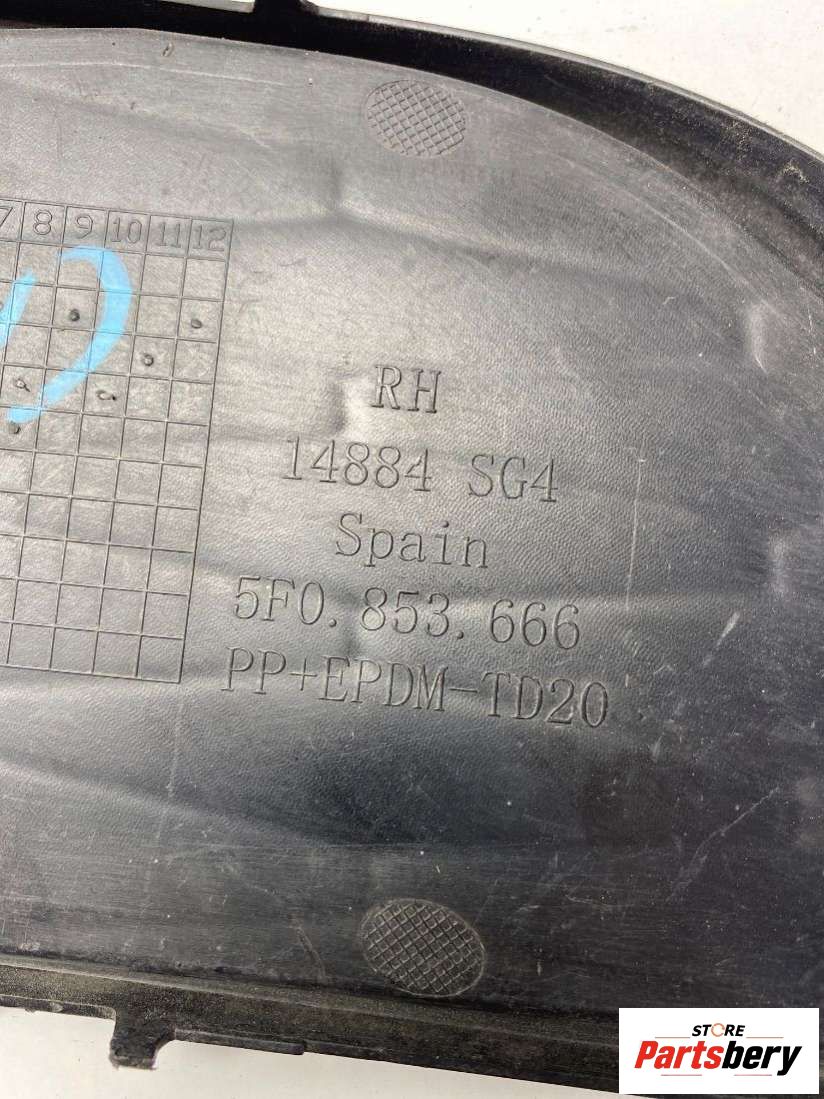 7 8 9 10 11 12
RH
14884 SG4
Spain
5F0.853.666
PP+EPDM-TD20
STORE
Partsbery